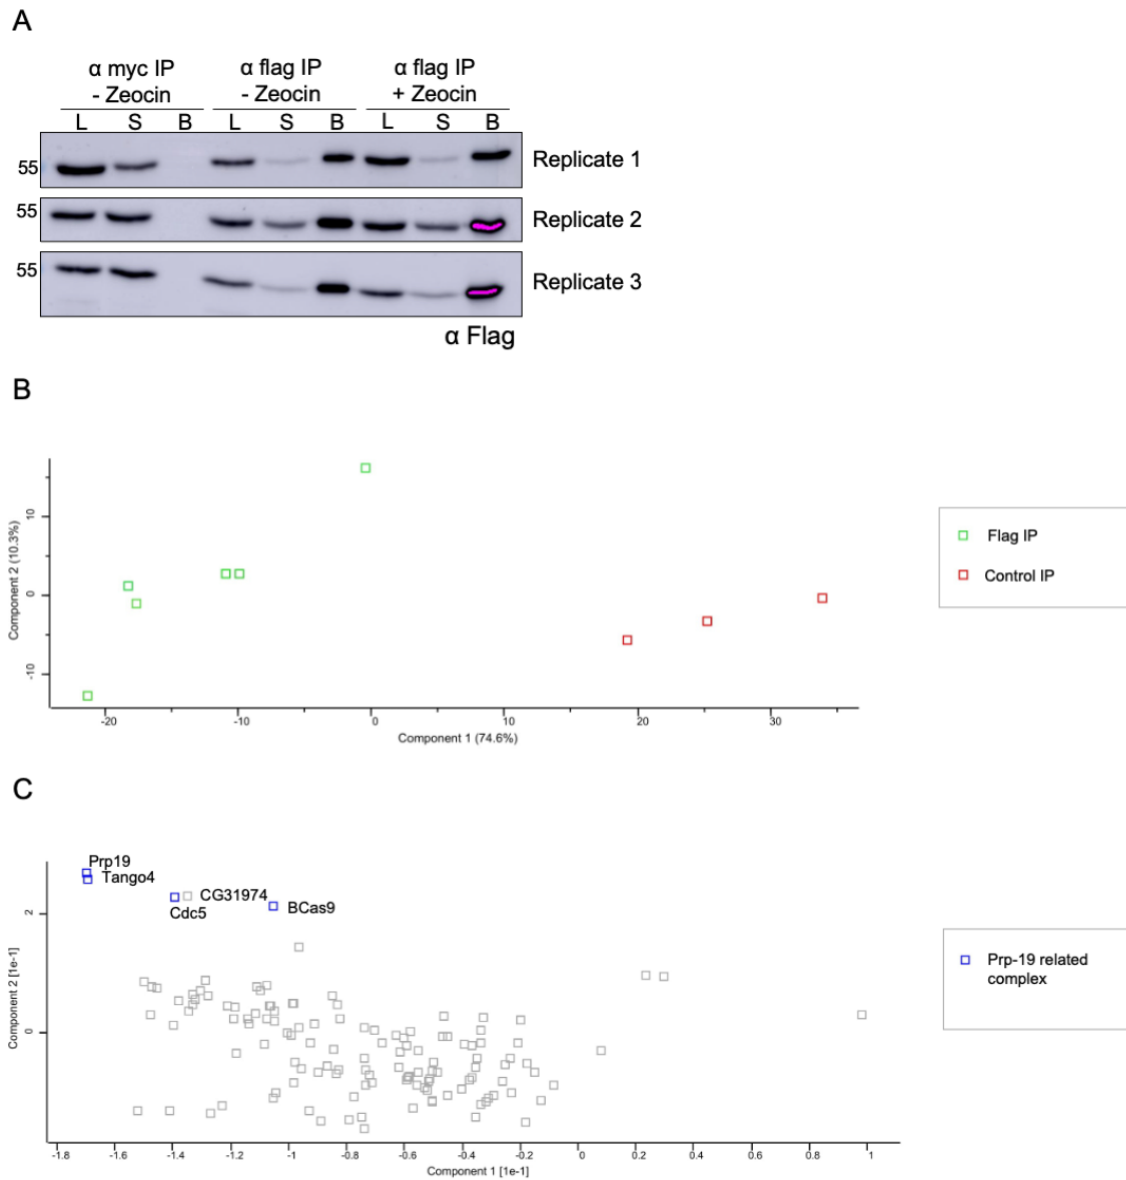 A
α myc IP
- Zeocin
α flag IP
- Zeocin
α flag IP
+ Zeocin
L S B L S B L S B
55 Replicate 1
55 Replicate 2
55 Replicate 3
α Flag
B
Component 2 (10.3%)
10
0
-10
-20 -10 0 10 20 30
Component 1 (74.6%)
Flag IP
Control IP
C
Prp19
Tango4
CG31974
Cdc5
BCas9
Component 2 [1e-1]
2
0
-1.8 -1.6 -1.4 -1.2 -1 -0.8 -0.6 -0.4 -0.2 0 0.2 0.4 0.6 0.8 1
Component 1 [1e-1]
Prp-19 related
complex